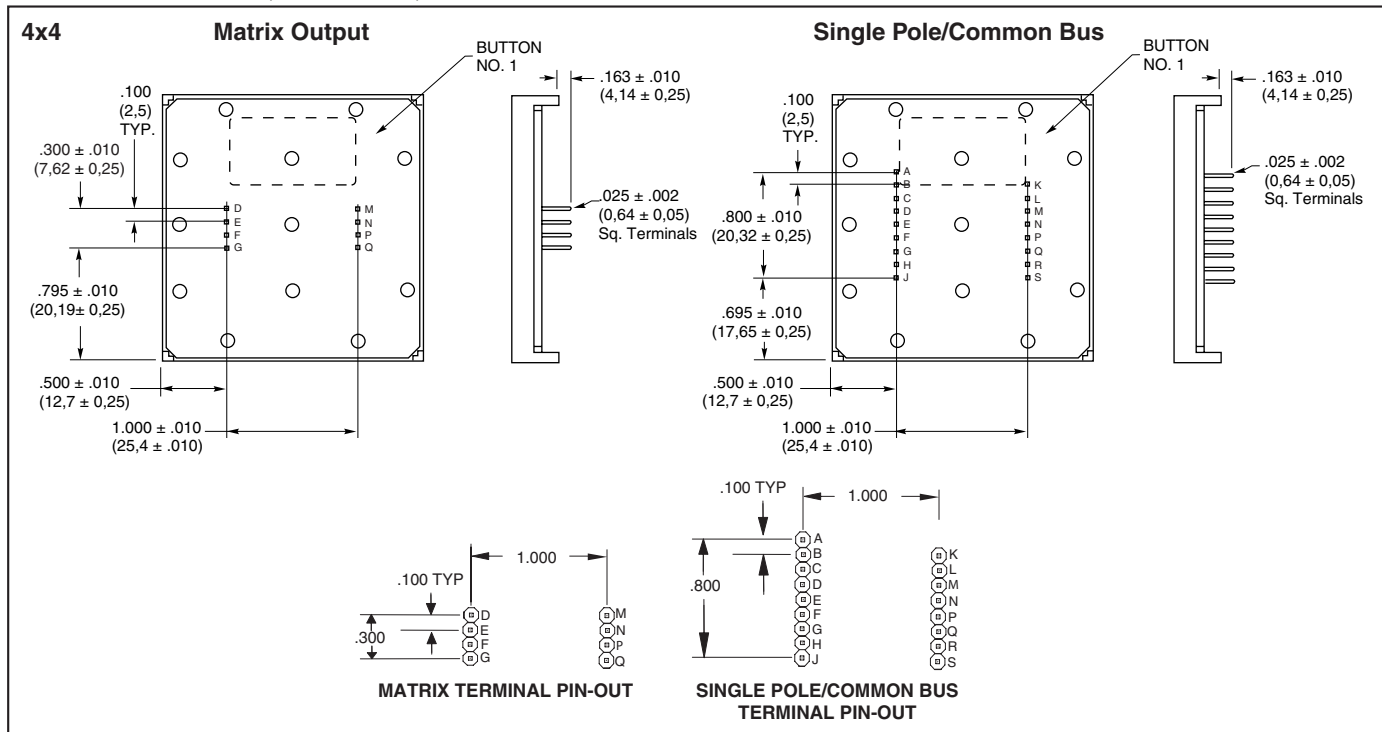 4x4
Matrix Output
BUTTON
NO. 1
.163 ± .010
(4,14 ± 0,25)
.100
(2,5)
TYP.
.300 ± .010
(7,62 ± 0,25)
D
E
F
G
M
N
P
Q
.025 ± .002
(0,64 ± 0,05)
Sq. Terminals
.795 ± .010
(20,19± 0,25)
.500 ± .010
(12,7 ± 0,25)
1.000 ± .010
(25,4 ± .010)
Single Pole/Common Bus
BUTTON
NO. 1
.163 ± .010
(4,14 ± 0,25)
.100
(2,5)
TYP.
A
B
C
D
E
F
G
H
J
K
L
M
N
P
Q
R
S
.025 ± .002
(0,64 ± 0,05)
Sq. Terminals
.800 ± .010
(20,32 ± 0,25)
.695 ± .010
(17,65 ± 0,25)
.500 ± .010
(12,7 ± 0,25)
1.000 ± .010
(25,4 ± .010)
1.000
.100 TYP
.300
D
E
F
G
M
N
P
Q
MATRIX TERMINAL PIN-OUT
.100 TYP
1.000
.800
A
B
C
D
E
F
G
H
J
K
L
M
N
P
Q
R
S
SINGLE POLE/COMMON BUS
TERMINAL PIN-OUT